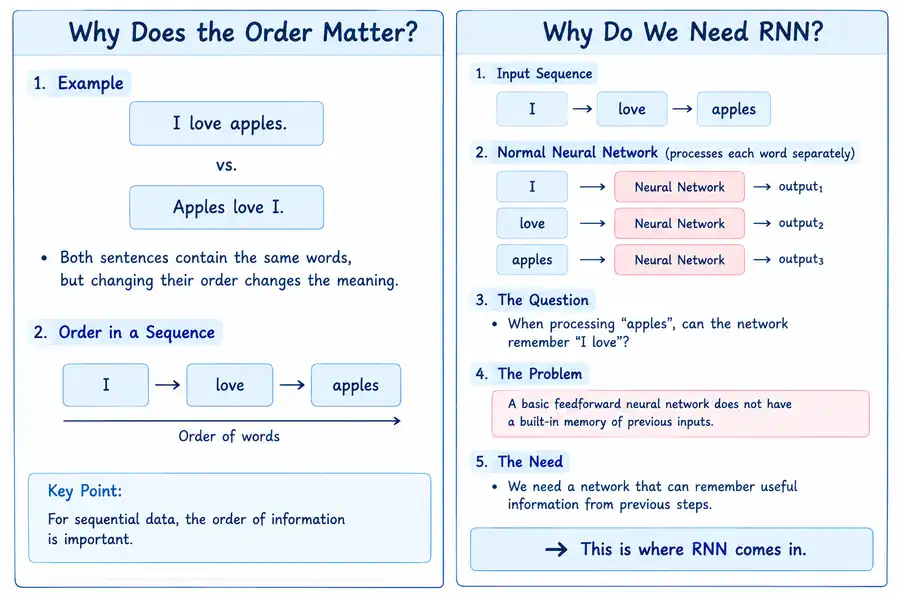 Why Does the Order Matter?
1. Example
I love apples.
vs.
Apples love I.
• Both sentences contain the same words,
but changing their order changes the meaning.
2. Order in a Sequence
I → love → apples
Order of words
Key Point:
For sequential data, the order of information
is important.
Why Do We Need RNN?
1. Input Sequence
I → love → apples
2. Normal Neural Network (processes each word separately)
I → Neural Network → output₁
love → Neural Network → output₂
apples → Neural Network → output₃
3. The Question
• When processing “apples”, can the network
remember “I love”?
4. The Problem
A basic feedforward neural network does not have
a built-in memory of previous inputs.
5. The Need
• We need a network that can remember useful
information from previous steps.
→ This is where RNN comes in.